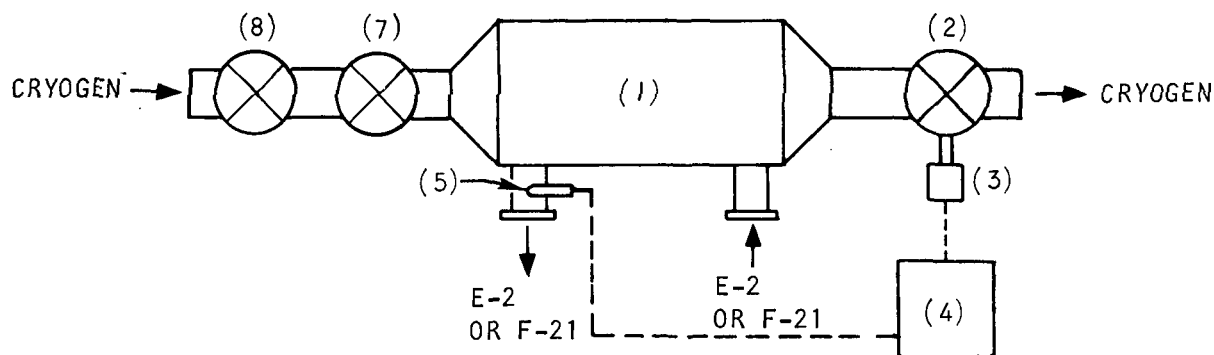 (8)
(7)
(2)
CRYOGEN
(1)
CRYOGEN
(5)
(3)
E-2
OR F-21
E-2
OR F-21
(4)